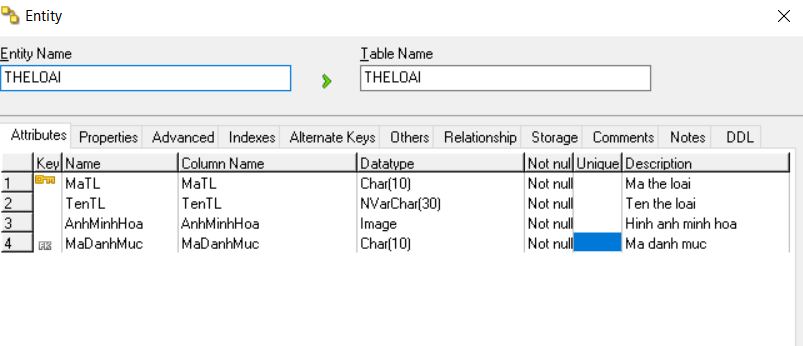 Entity
Entity Name Table Name
THELOAI THELOAI
Attributes Properties Advanced Indexes Alternate Keys Others Relationship Storage Comments Notes DDL
Key Name Column Name Datatype Not nul Unique Description
1 MaTL MaTL Char(10) Not null Ma the loai
2 TenTL TenTL NVarChar(30) Not null Ten the loai
3 AnhMinhHoa AnhMinhHoa Image Not null Hinh anh minh hoa
4 FK MaDanhMuc MaDanhMuc Char(10) Not null Ma danh muc